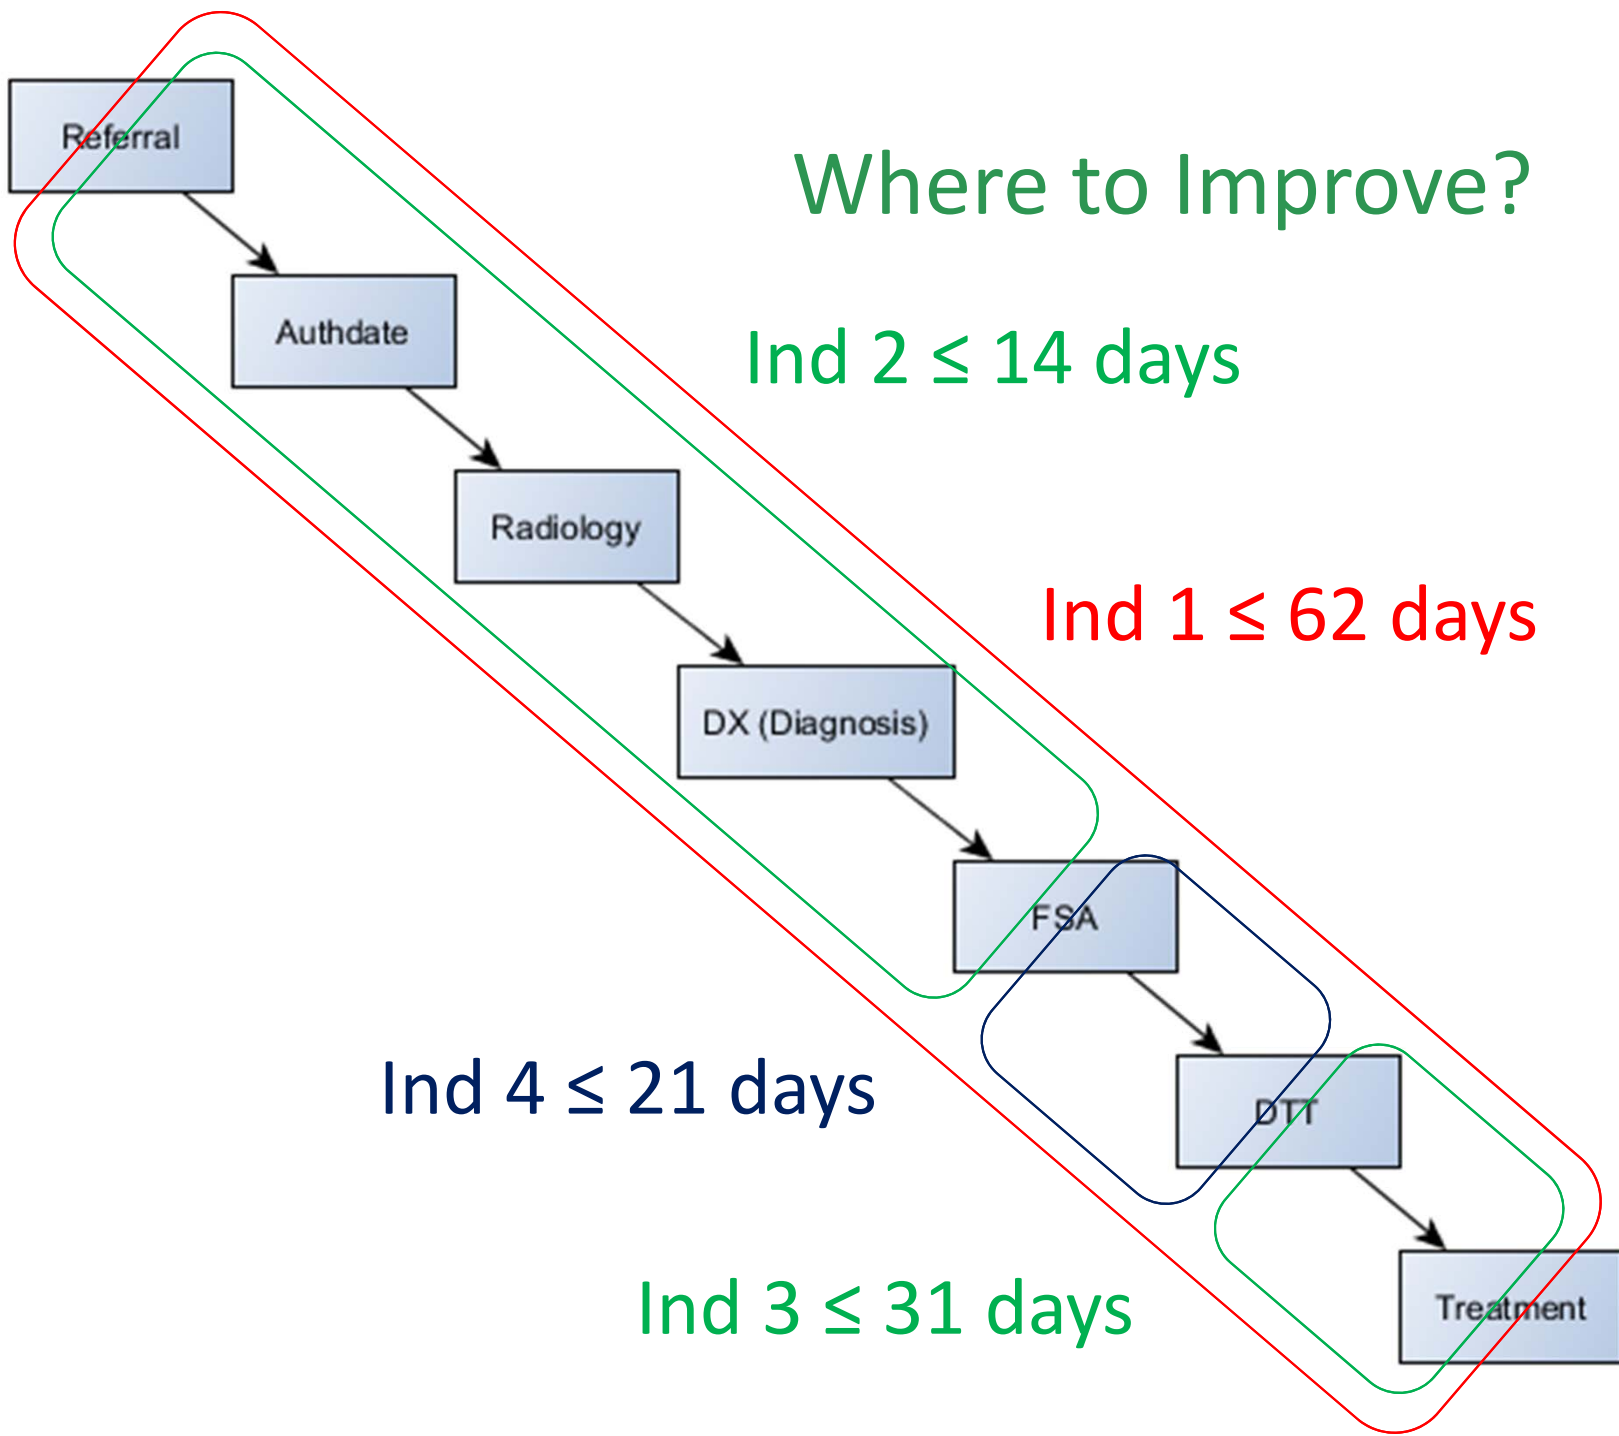 Referral
Where to Improve?
Authdate
Ind 2 ≤ 14 days
Radiology
Ind 1 ≤ 62 days
DX (Diagnosis)
FSA
Ind 4 ≤ 21 days
DTT
Ind 3 ≤ 31 days
Treatment